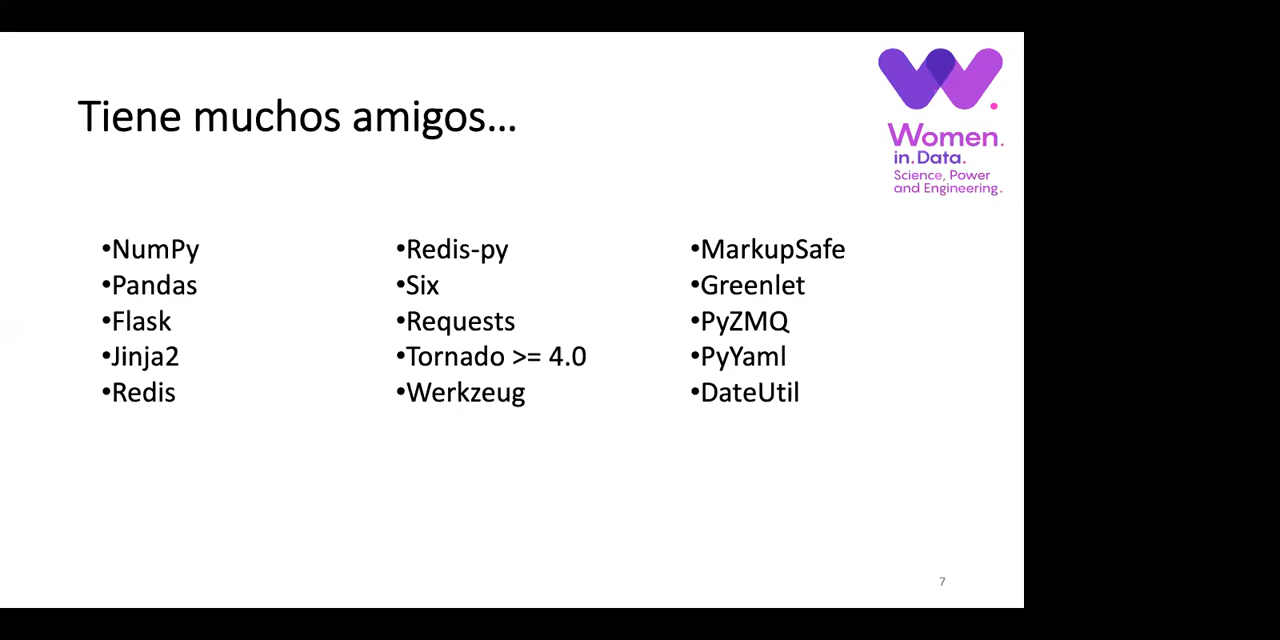 Tiene muchos amigos...
Women.
in.Data.
Science, Power
and Engineering.
•NumPy
•Pandas
•Flask
•Jinja2
•Redis
•Redis-py
•Six
•Requests
•Tornado >= 4.0
•Werkzeug
•MarkupSafe
•Greenlet
•PyZMQ
•PyYaml
•DateUtil
7